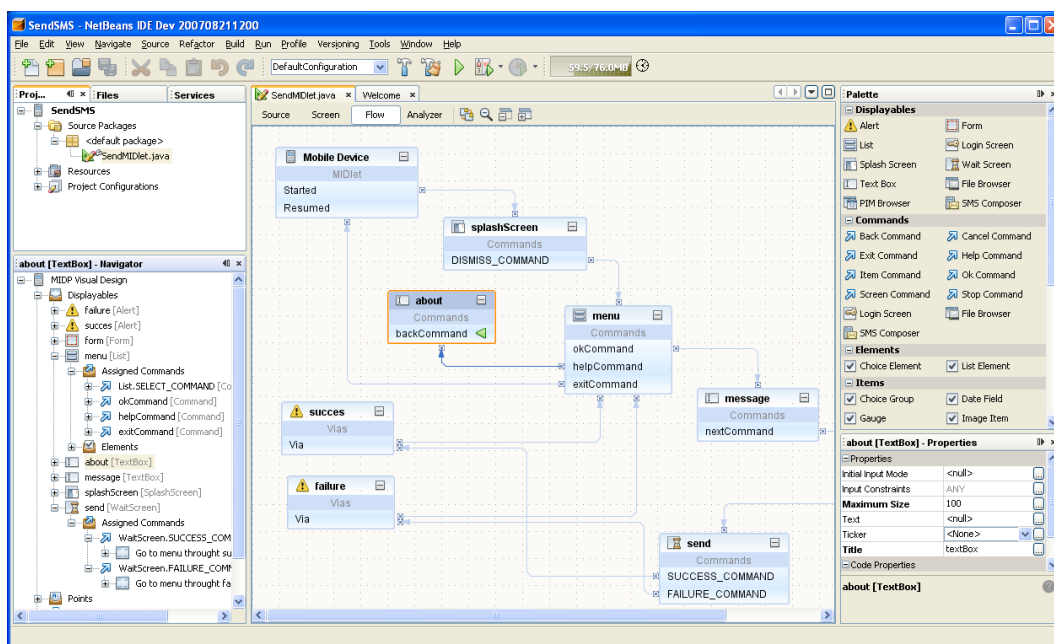 SendSMS - NetBeans IDE Dev 200708211200
File Edit View Navigate Source Refactor Build Run Profile Versioning Tools Window Help
DefaultConfiguration
59.5/76.0MB
Proj... Files Services
SendSMS
Source Packages
<default package>
SendMIDlet.java
Resources
Project Configurations
about [TextBox] - Navigator
MIDP Visual Design
Displayables
failure [Alert]
succes [Alert]
form [Form]
menu [List]
Assigned Commands
List.SELECT_COMMAND [Co
okCommand [Command]
helpCommand [Command]
exitCommand [Command]
Elements
about [TextBox]
message [TextBox]
splashScreen [SplashScreen]
send [WaitScreen]
Assigned Commands
WaitScreen.SUCCESS_COM
Go to menu throught su
WaitScreen.FAILURE_COMM
Go to menu throught fa
Points
SendMIDlet.java Welcome
Source Screen Flow Analyzer
Mobile Device
MIDlet
Started
Resumed
splashScreen
Commands
DISMISS_COMMAND
about
Commands
backCommand
menu
Commands
okCommand
helpCommand
exitCommand
message
Commands
nextCommand
succes
Vias
Via
failure
Vias
Via
send
Commands
SUCCESS_COMMAND
FAILURE_COMMAND
Palette
Displayables
Alert Form
List Login Screen
Splash Screen Wait Screen
Text Box File Browser
PIM Browser SMS Composer
Commands
Back Command Cancel Command
Exit Command Help Command
Item Command Ok Command
Screen Command Stop Command
Login Screen File Browser
SMS Composer
Elements
Choice Element List Element
Items
Choice Group Date Field
Gauge Image Item
about [TextBox] - Properties
Properties
Initial Input Mode <null>
Input Constraints ANY
Maximum Size 100
Text <null>
Ticker <None>
Title textBox
Code Properties
about [TextBox]